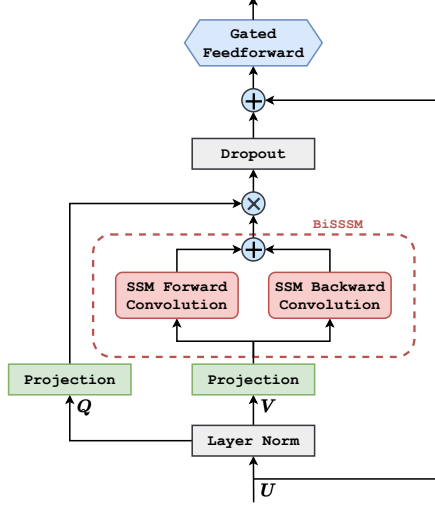 Gated
Feedforward
Dropout
BiSSSM
SSM Forward
Convolution
SSM Backward
Convolution
Projection
Projection
Q
V
Layer Norm
U